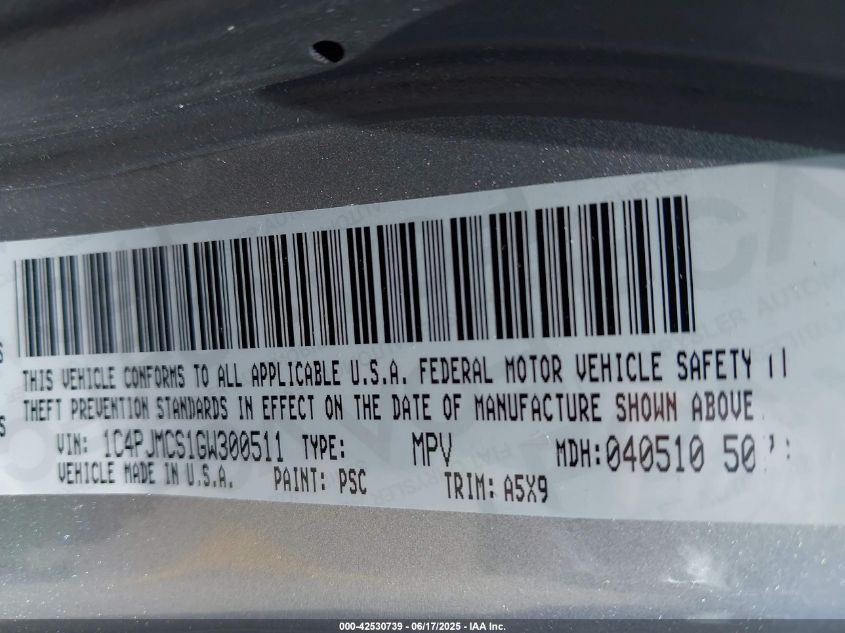 THIS VEHICLE CONFORMS TO ALL APPLICABLE U.S.A. FEDERAL MOTOR VEHICLE SAFETY
THEFT PREVENTION STANDARDS IN EFFECT ON THE DATE OF MANUFACTURE SHOWN ABOVE
VIN: 1C4PJMCS1GW300511 TYPE: MPV MDH:040510 50
VEHICLE MADE IN U.S.A. PAINT: PSC TRIM: A5X9
000-42530739 - 06/17/2025 - IAA Inc.